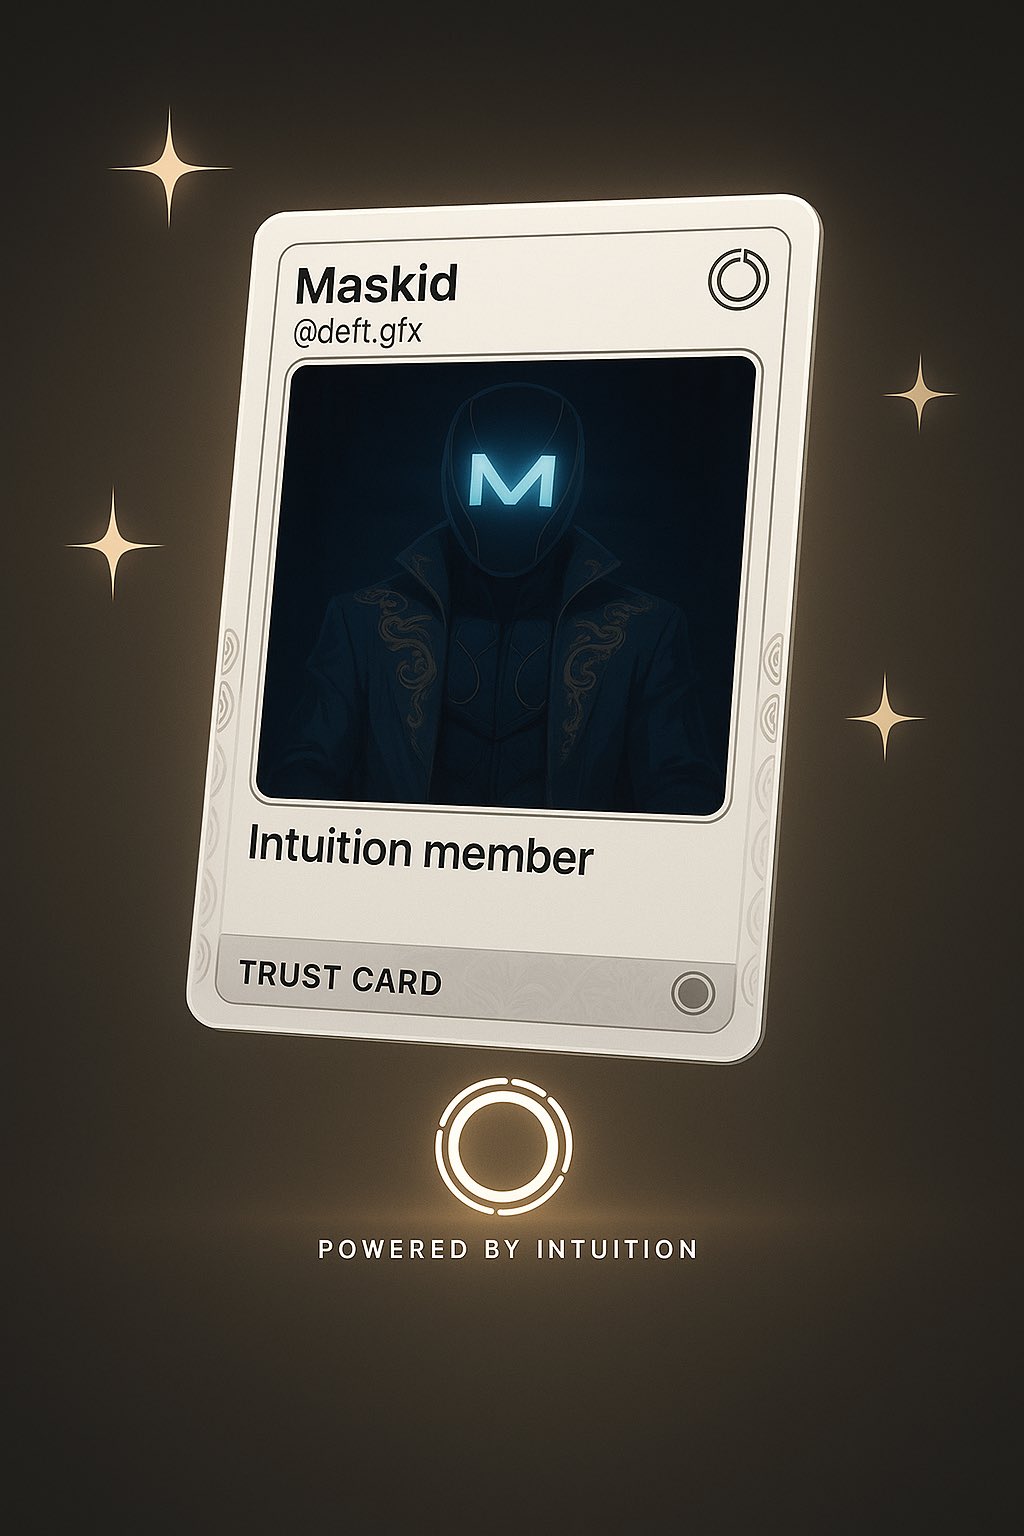 Maskid
@deft.gfx
M
Intuition member
TRUST CARD
POWERED BY INTUITION